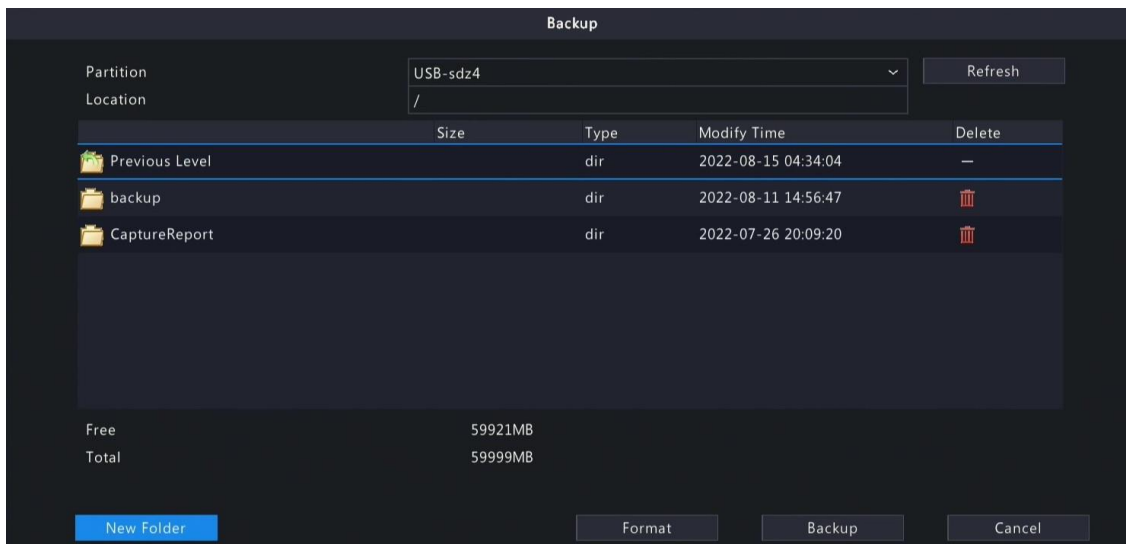 Backup
Partition USB-sdz4 Refresh
Location /
Size Type Modify Time Delete
Previous Level dir 2022-08-15 04:34:04 —
backup dir 2022-08-11 14:56:47
CaptureReport dir 2022-07-26 20:09:20
Free 59921MB
Total 59999MB
New Folder Format Backup Cancel